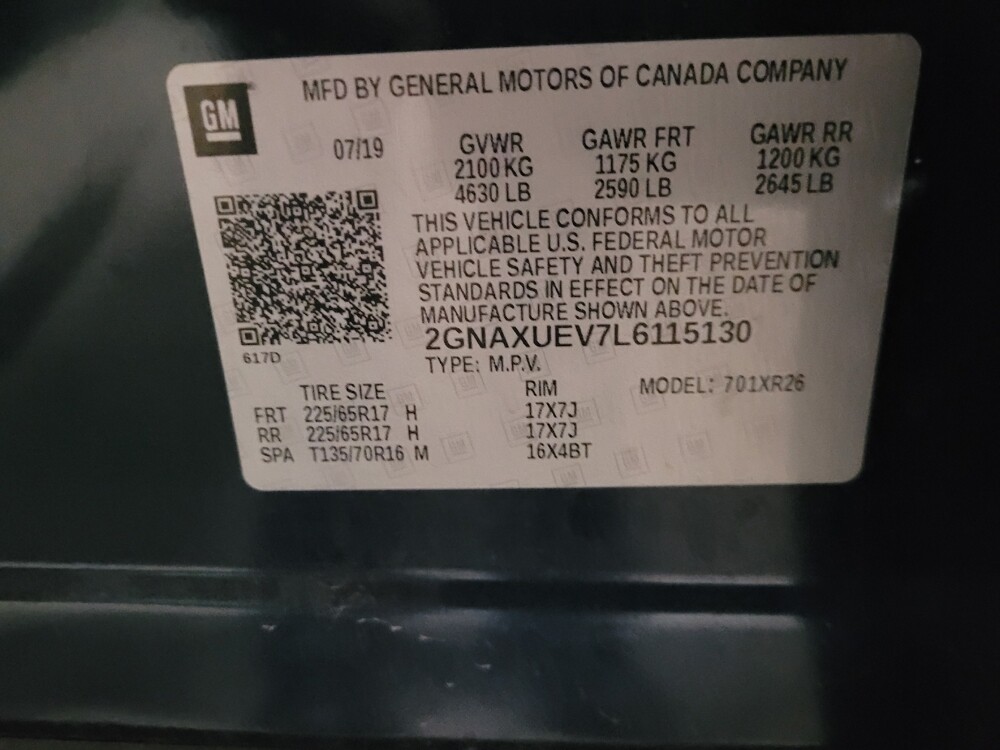 MFD BY GENERAL MOTORS OF CANADA COMPANY
GM
07/19 GVWR GAWR FRT GAWR RR
2100 KG 1175 KG 1200 KG
4630 LB 2590 LB 2645 LB
THIS VEHICLE CONFORMS TO ALL
APPLICABLE U.S. FEDERAL MOTOR
VEHICLE SAFETY AND THEFT PREVENTION
STANDARDS IN EFFECT ON THE DATE OF
MANUFACTURE SHOWN ABOVE.
2GNAXUEV7L6115130
617D
TYPE: M.P.V.
TIRE SIZE RIM MODEL: 701XR26
FRT 225/65R17 H 17X7J
RR 225/65R17 H 17X7J
SPA T135/70R16 M 16X4BT